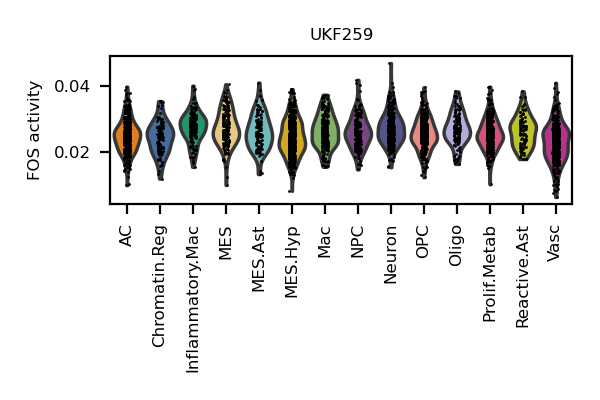 UKF259
FOS activity
0.04
0.02
AC
Chromatin.Reg
Inflammatory.Mac
MES
MES.Ast
MES.Hyp
Mac
NPC
Neuron
OPC
Oligo
Prolif.Metab
Reactive.Ast
Vasc